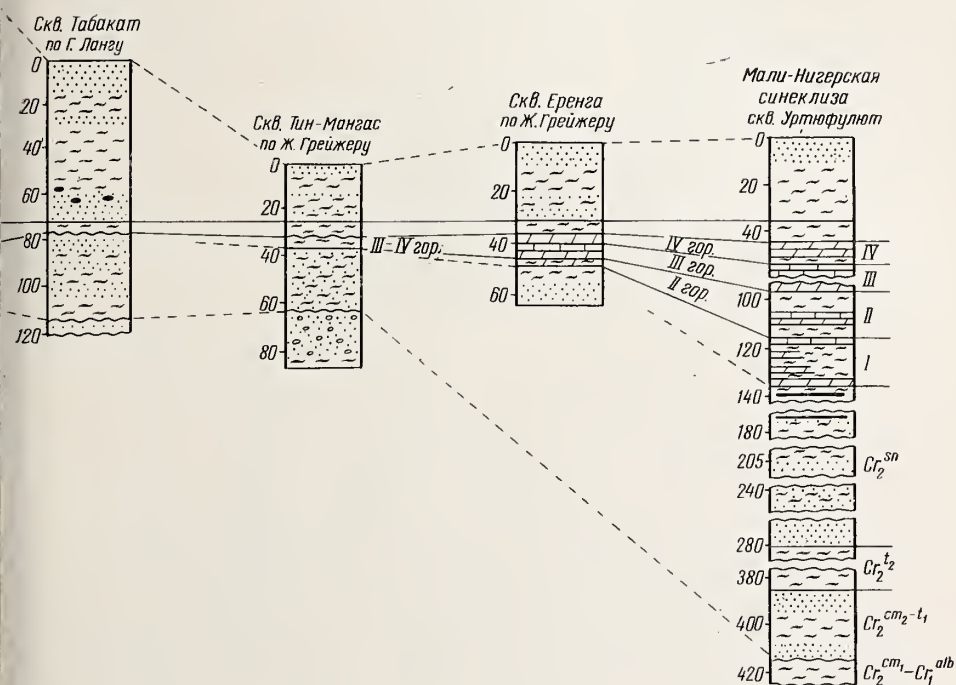 Скв. Табакат
по Г. Лангу
0
20
40
60
80
100
120
Скв. Тин-Мангас
по Ж. Грейжеру
0
20
40
60
80
III-IV гор.
Скв. Еренга
по Ж. Грейжеру
0
20
40
60
IV гор.
III гор.
II гор.
Мали-Нигерская
синеклиза
скв. Уртюфулют
0
20
40
100
120
140
180
205
240
280
380
400
420
IV
III
II
I
Cr₂ˢⁿ
Cr₂ᵗ²
Cr₂ᶜᵐ²⁻ᵗ¹
Cr₂ᶜᵐ¹-Cr₁ᵃˡᵇ